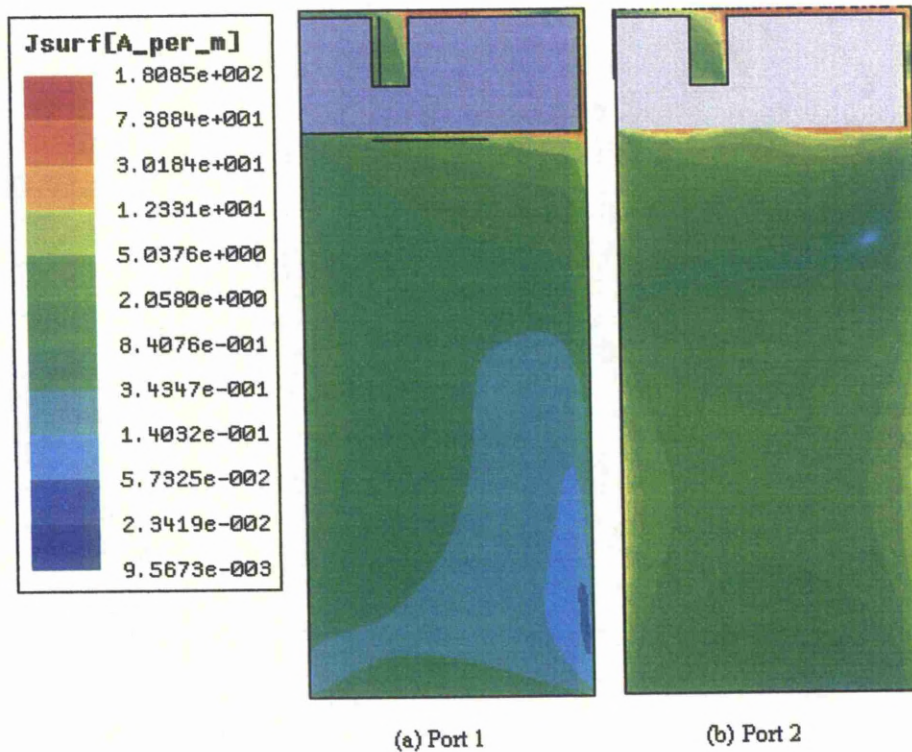 Jsurf[A_per_m]
1.8085e+002
7.3884e+001
3.0184e+001
1.2331e+001
5.0376e+000
2.0580e+000
8.4076e-001
3.4347e-001
1.4032e-001
5.7325e-002
2.3419e-002
9.5673e-003
(a) Port 1
(b) Port 2